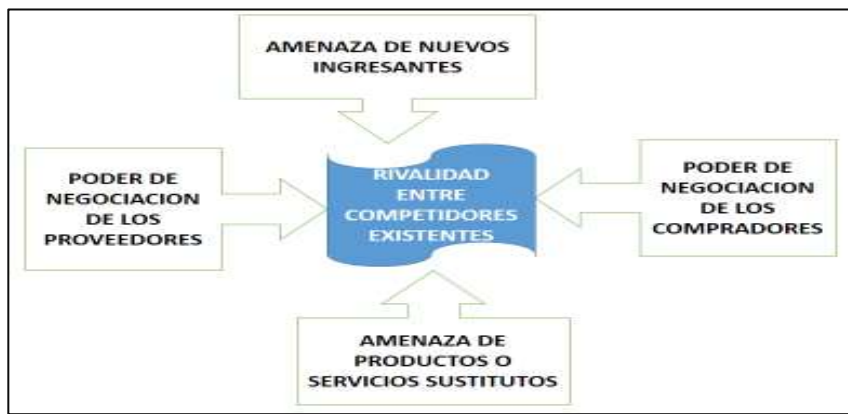 AMENAZA DE NUEVOS
INGRESANTES
PODER DE
NEGOCIACION
DE LOS
PROVEEDORES
RIVALIDAD
ENTRE
COMPETIDORES
EXISTENTES
PODER DE
NEGOCIACION
DE LOS
COMPRADORES
AMENAZA DE
PRODUCTOS O
SERVICIOS SUSTITUTOS